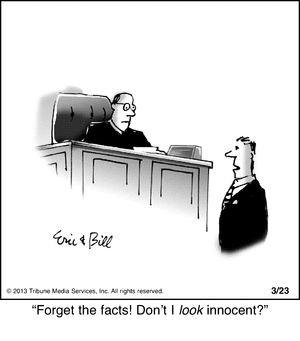 Eric & Bill
© 2013 Tribune Media Services, Inc. All rights reserved. 3/23
“Forget the facts! Don’t I look innocent?”